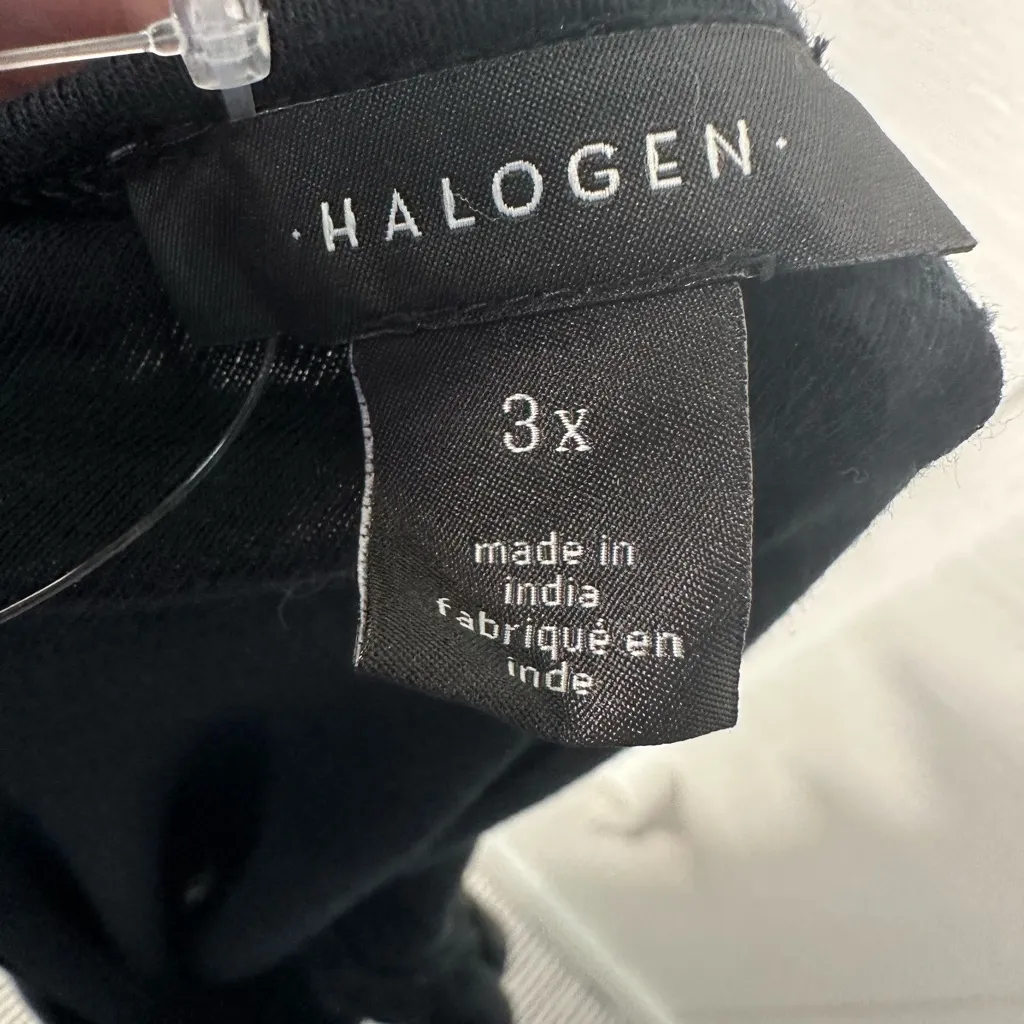 ·HALOGEN·
3x
made in
india
fabriqué en
inde